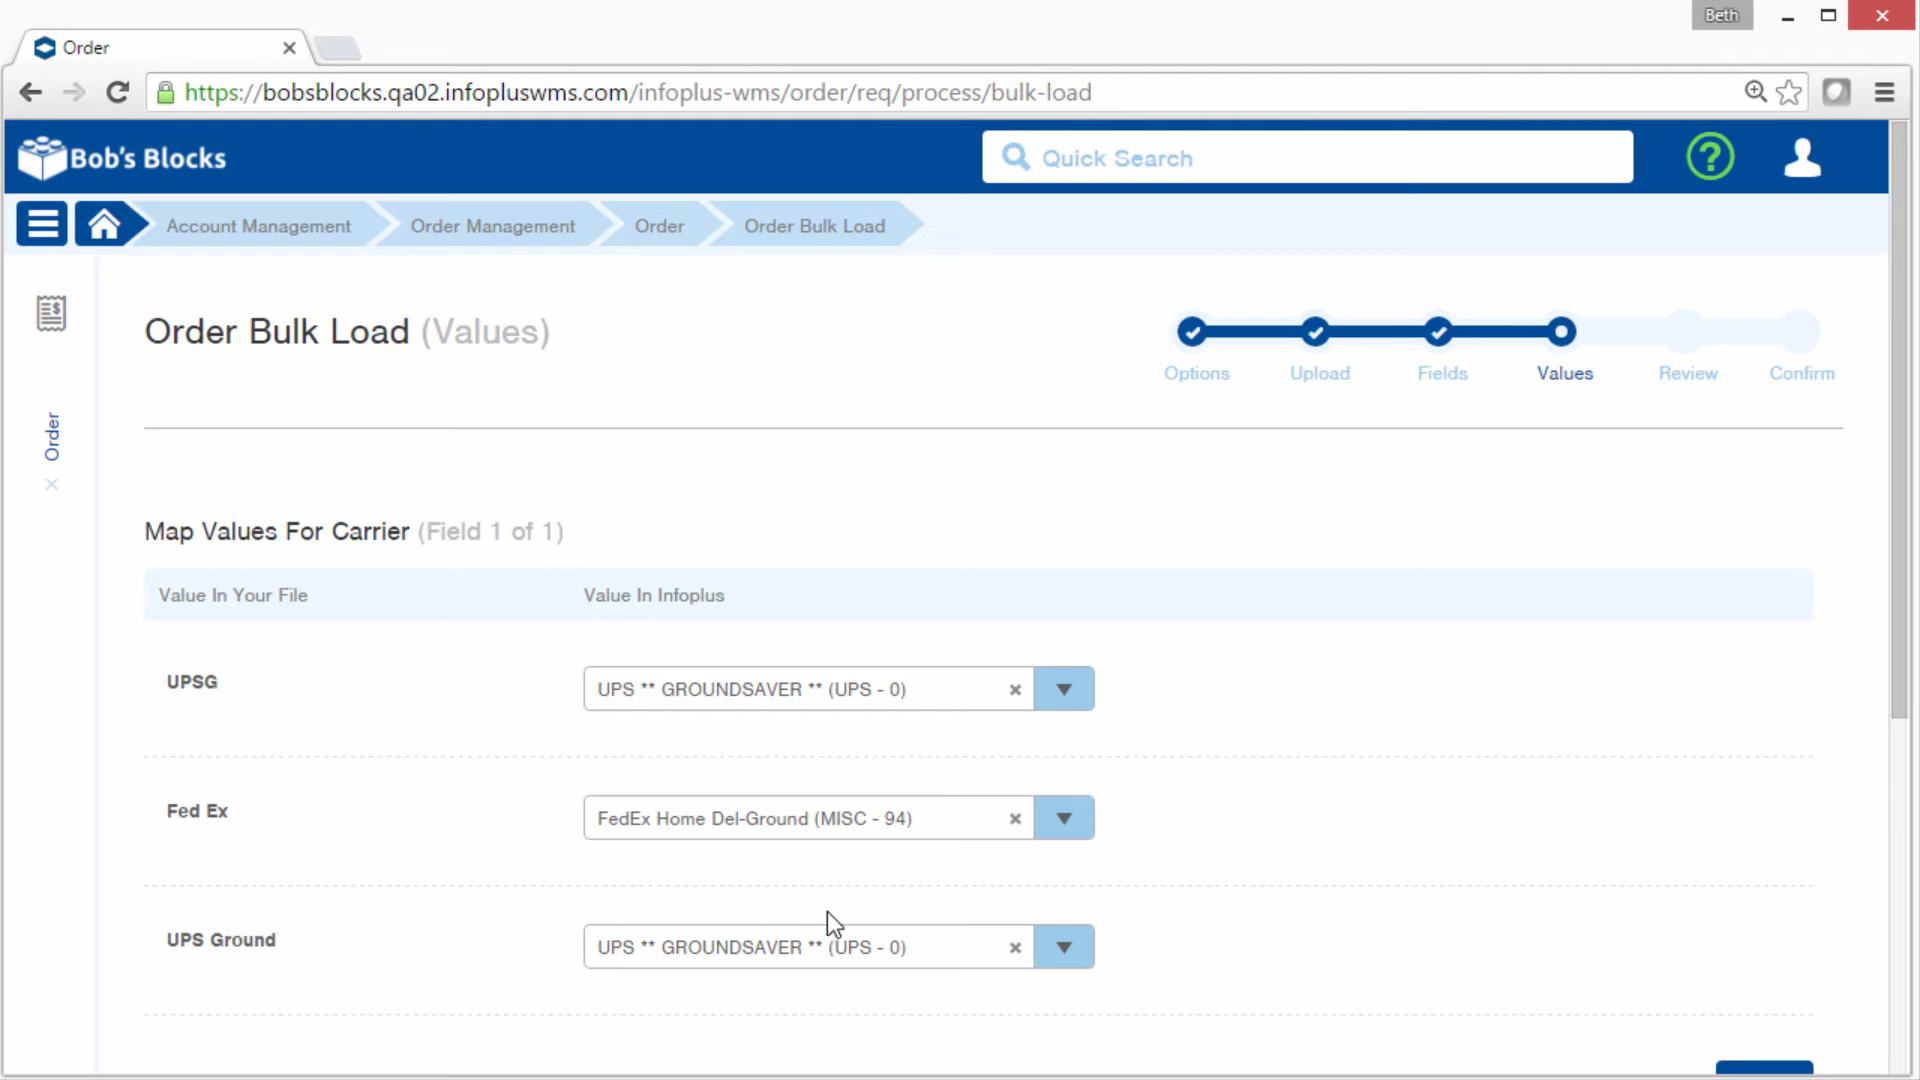 Beth
Order
https://bobsblocks.qa02.infopluswms.com/infoplus-wms/order/req/process/bulk-load
Bob's Blocks
Quick Search
?
Account Management
Order Management
Order
Order Bulk Load
Order Bulk Load (Values)
Options
Upload
Fields
Values
Review
Confirm
Order
Map Values For Carrier (Field 1 of 1)
Value In Your File
Value In Infoplus
UPSG
UPS ** GROUNDSAVER ** (UPS - 0)
Fed Ex
FedEx Home Del-Ground (MISC - 94)
UPS Ground
UPS ** GROUNDSAVER ** (UPS - 0)